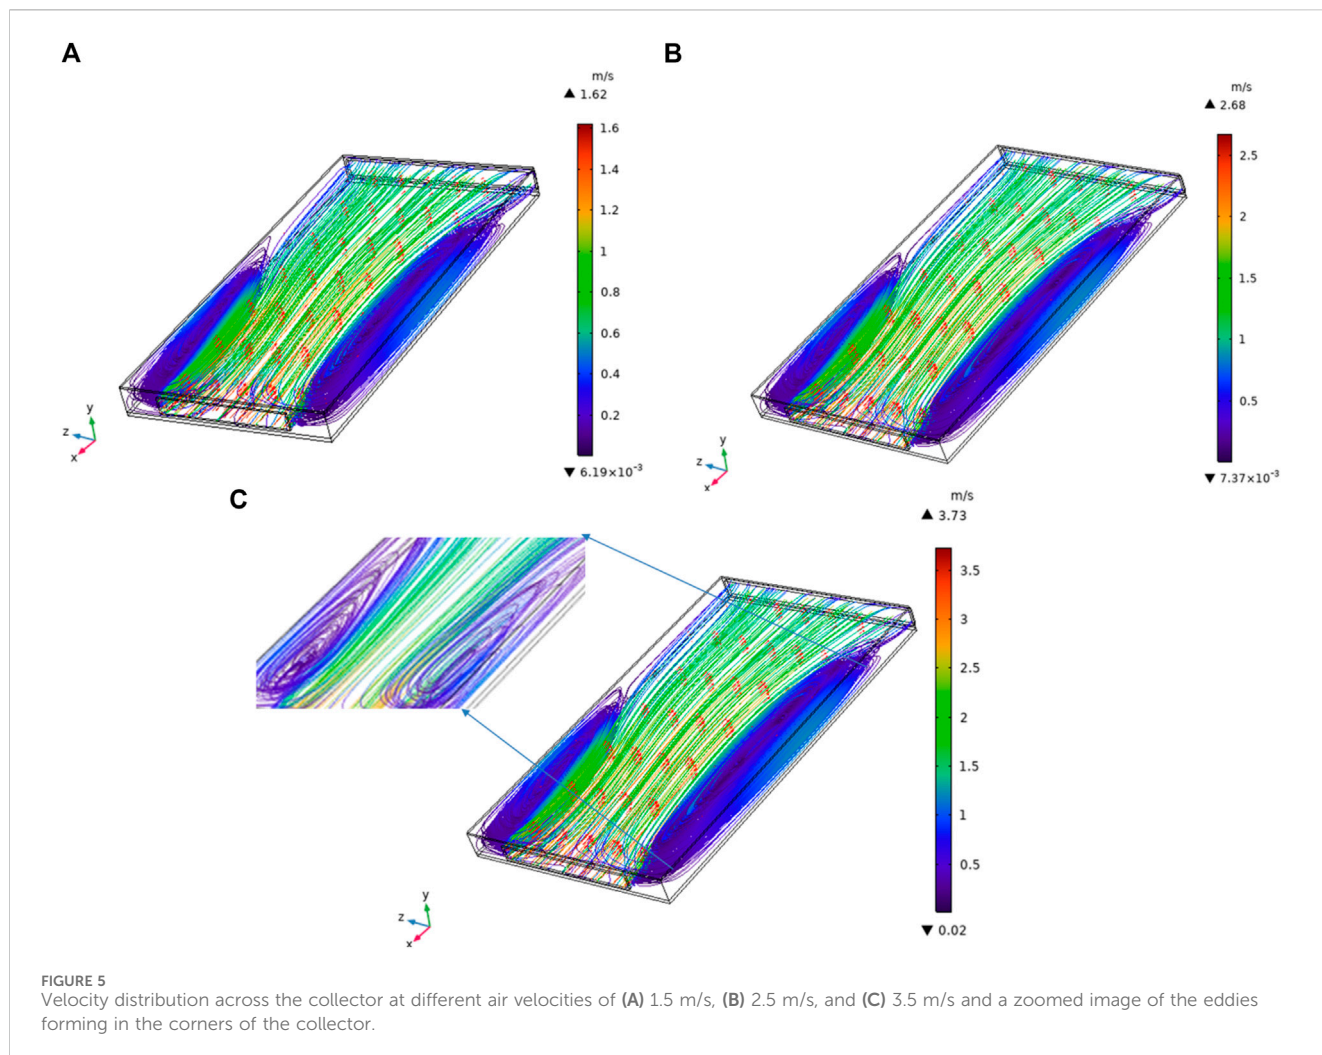 A
m/s
▲ 1.62
1.6
1.4
1.2
1
0.8
0.6
0.4
0.2
▼ 6.19×10⁻³
y
z
x
B
m/s
▲ 2.68
2.5
2
1.5
1
0.5
▼ 7.37×10⁻³
y
z
x
C
m/s
▲ 3.73
3.5
3
2.5
2
1.5
1
0.5
▼ 0.02
y
z
x
FIGURE 5
Velocity distribution across the collector at different air velocities of (A) 1.5 m/s, (B) 2.5 m/s, and (C) 3.5 m/s and a zoomed image of the eddies
forming in the corners of the collector.